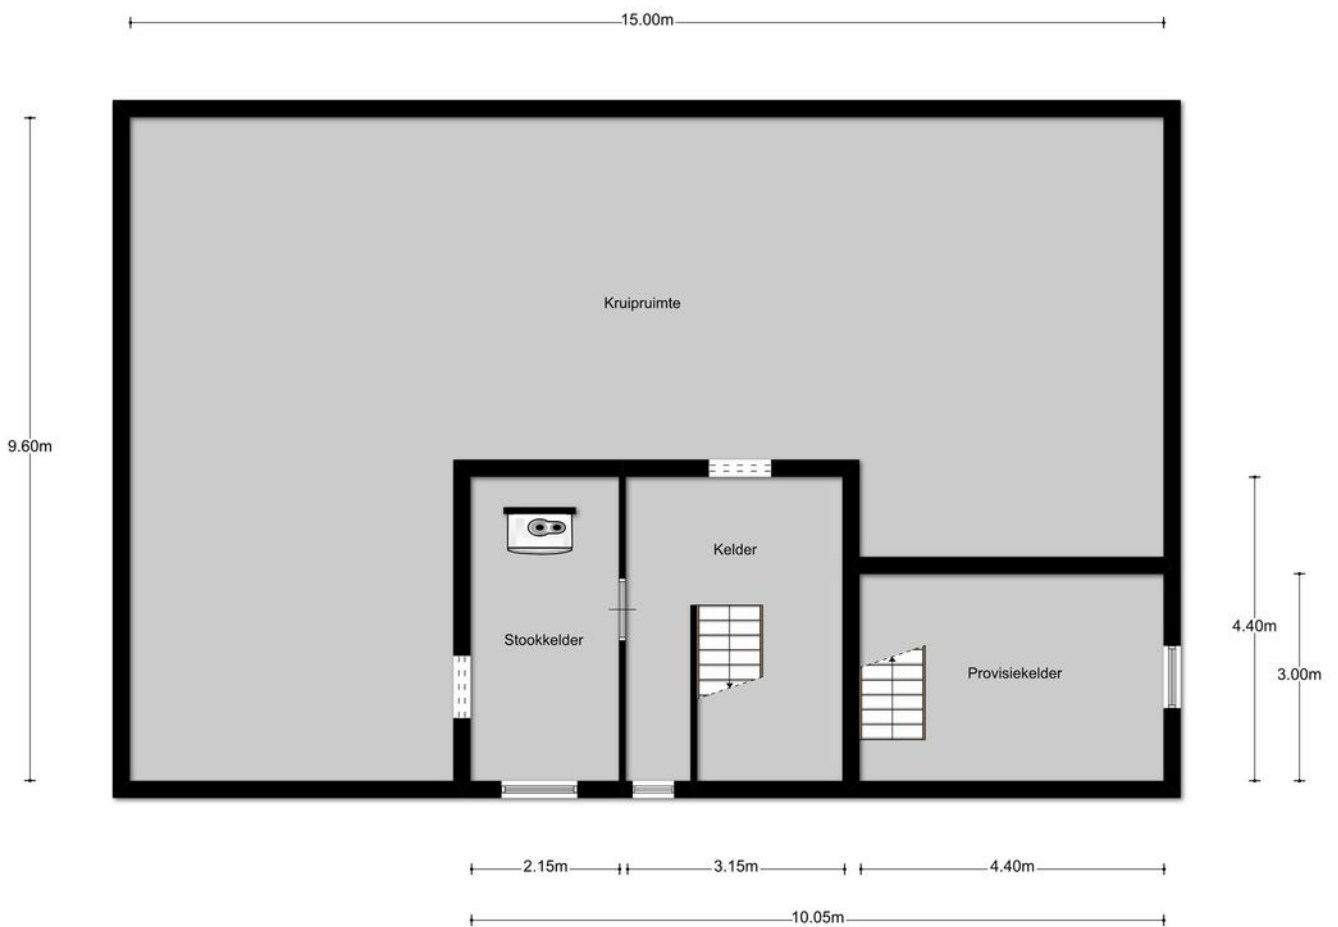 15.00m
Kruipruimte
9.60m
Kelder
4.40m
Stookkelder
Provisiekelder
3.00m
2.15m
3.15m
4.40m
10.05m